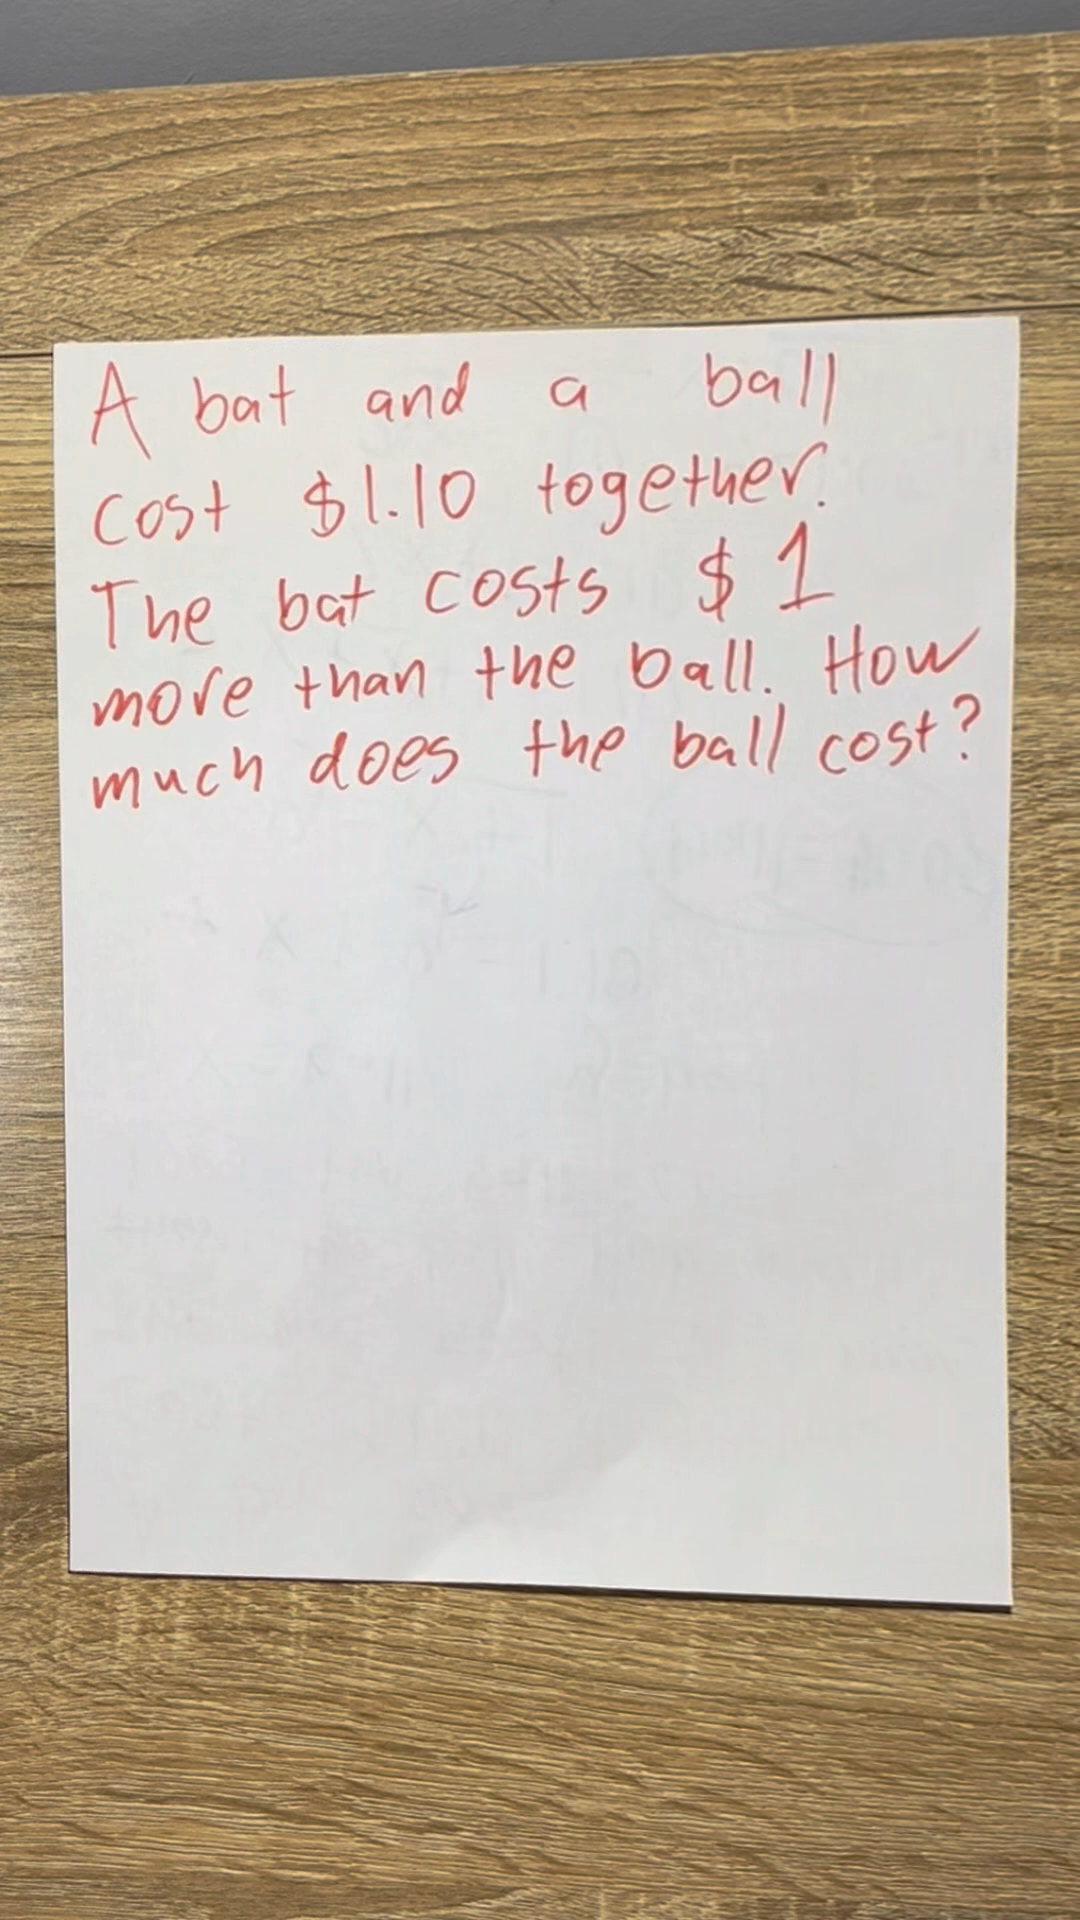 A bat and a ball
cost $1.10 together.
The bat costs $1
more than the ball. How
much does the ball cost?